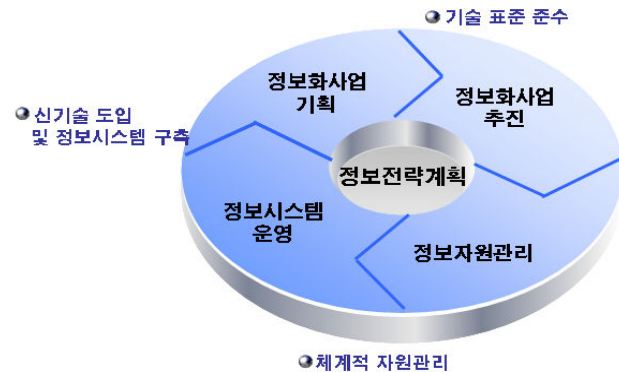 기술 표준 준수
정보화사업
기획
정보화사업
추진
신기술 도입
및 정보시스템 구축
정보전략계획
정보시스템
운영
정보자원관리
체계적 자원관리